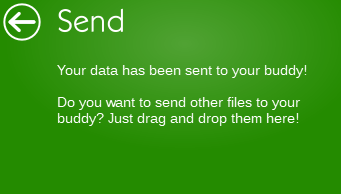 Send
Your data has been sent to your buddy!
Do you want to send other files to your
buddy? Just drag and drop them here!